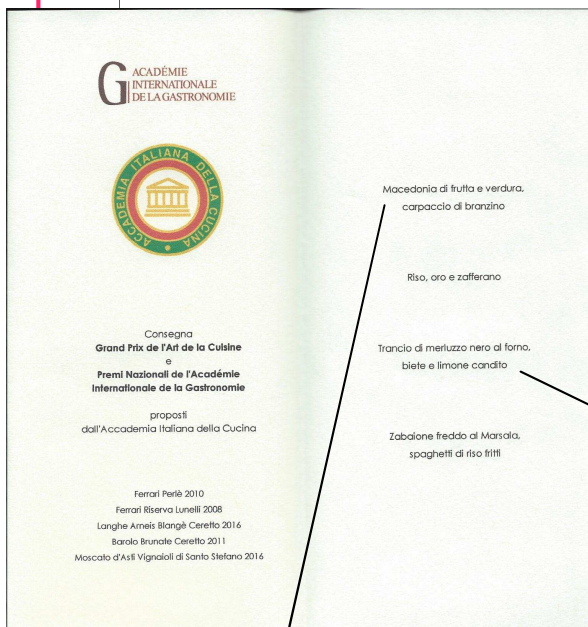 ACADÉMIE
INTERNATIONALE
DE LA GASTRONOMIE
ACCADEMIA ITALIANA DELLA CUCINA
Consegna
Grand Prix de l'Art de la Cuisine
e
Premi Nazionali de l'Académie
Internationale de la Gastronomie
proposti
dall'Accademia Italiana della Cucina
Ferrari Perlè 2010
Ferrari Riserva Lunelli 2008
Langhe Arneis Blangè Ceretto 2016
Barolo Brunate Ceretto 2011
Moscato d'Asti Vignaioli di Santo Stefano 2016
Macedonia di frutta e verdura,
carpaccio di branzino
Riso, oro e zafferano
Trancio di merluzzo nero al forno,
biete e limone candito
Zabaione freddo al Marsala,
spaghetti di riso fritti